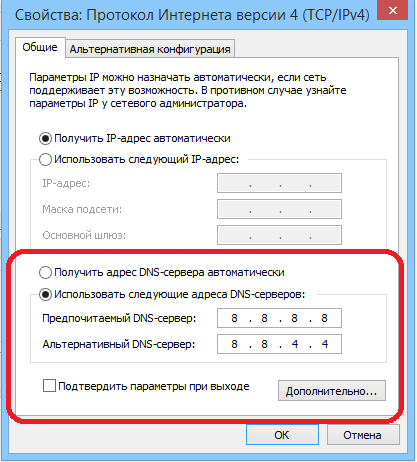 Свойства: Протокол Интернета версии 4 (TCP/IPv4)
Общие Альтернативная конфигурация
Параметры IP можно назначать автоматически, если сеть
поддерживает эту возможность. В противном случае узнайте
параметры IP у сетевого администратора.
Получить IP-адрес автоматически
Использовать следующий IP-адрес:
IP-адрес: . . .
Маска подсети: . . .
Основной шлюз: . . .
Получить адрес DNS-сервера автоматически
Использовать следующие адреса DNS-серверов:
Предпочитаемый DNS-сервер: 8 . 8 . 8 . 8
Альтернативный DNS-сервер: 8 . 8 . 4 . 4
Подтвердить параметры при выходе
Дополнительно...
ОК Отмена